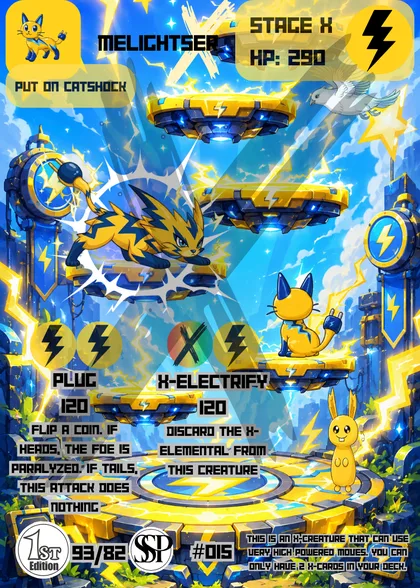 MELIGHTSER X
STAGE X
HP: 290
PUT ON CATSHOCK
PLUG
120
FLIP A COIN. IF
HEADS, THE FOE IS
PARALYZED. IF TAILS,
THIS ATTACK DOES
NOTHING
X
X-ELECTRIFY
120
DISCARD THE X-
ELEMENTAL FROM
THIS CREATURE
1ST
Edition
93/82
SP
#015
THIS IS AN X-CREATURE THAT CAN USE
VERY HIGH POWERED MOVES. YOU CAN
ONLY HAVE 2 X-CARDS IN YOUR DECK.